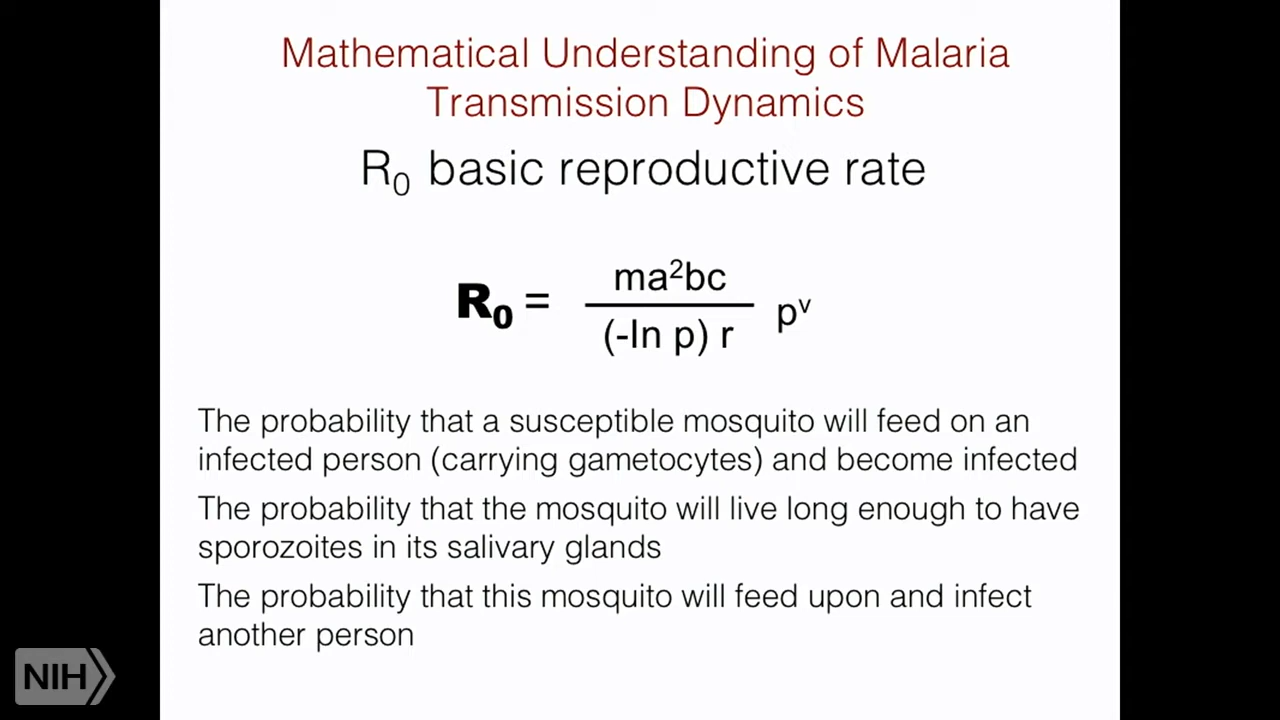 Mathematical Understanding of Malaria
Transmission Dynamics
R₀ basic reproductive rate
R₀ = ma²bc / (-ln p) r pᵛ
The probability that a susceptible mosquito will feed on an
infected person (carrying gametocytes) and become infected
The probability that the mosquito will live long enough to have
sporozoites in its salivary glands
The probability that this mosquito will feed upon and infect
another person
NIH